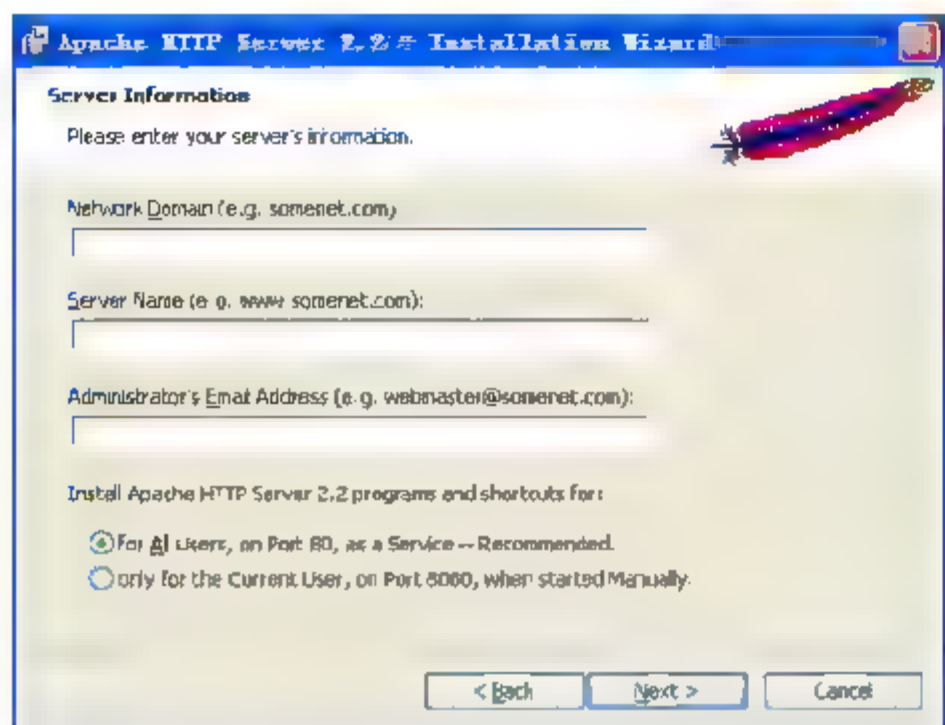 Apache HTTP Server 2.2 - Installation Wizard
Server Information
Please enter your server's information.
Network Domain (e.g. somenet.com)
Server Name (e.g. www.somenet.com):
Administrator's Email Address (e.g. webmaster@somenet.com):
Install Apache HTTP Server 2.2 programs and shortcuts for:
For All Users, on Port 80, as a Service -- Recommended.
only for the Current User, on Port 8080, when started Manually.
< Back
Next >
Cancel